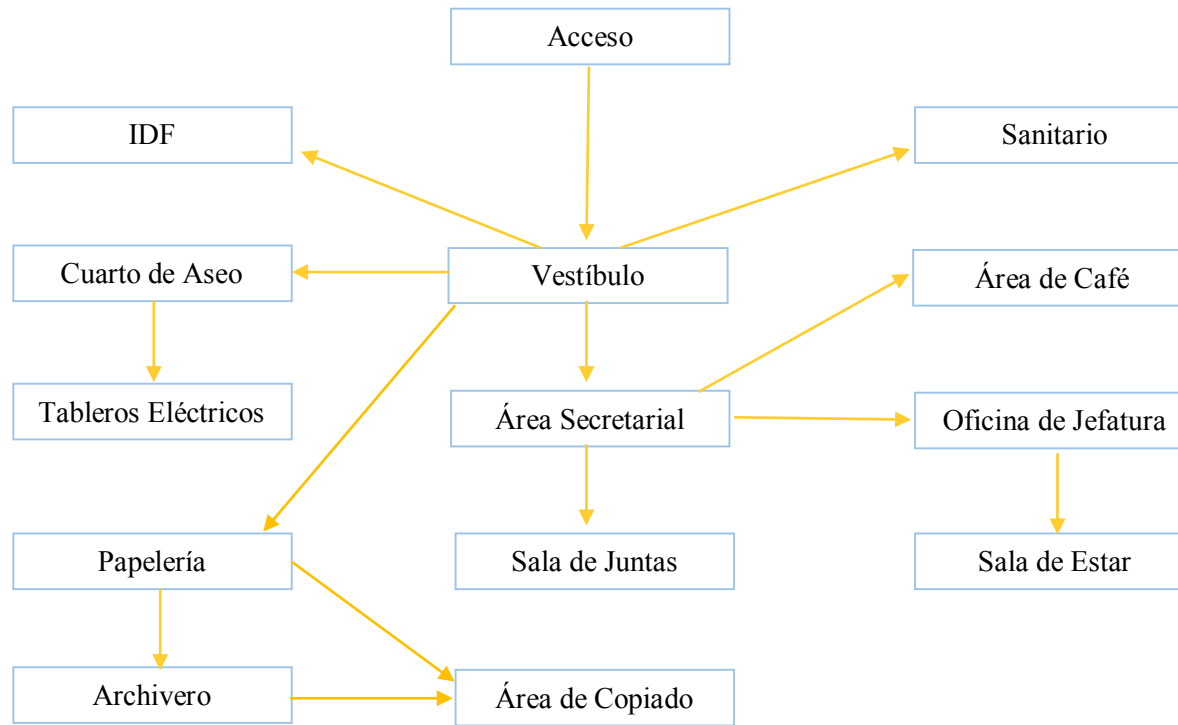 Acceso
IDF
Sanitario
Cuarto de Aseo
Vestíbulo
Área de Café
Tableros Eléctricos
Área Secretarial
Oficina de Jefatura
Papelería
Sala de Juntas
Sala de Estar
Archivero
Área de Copiado